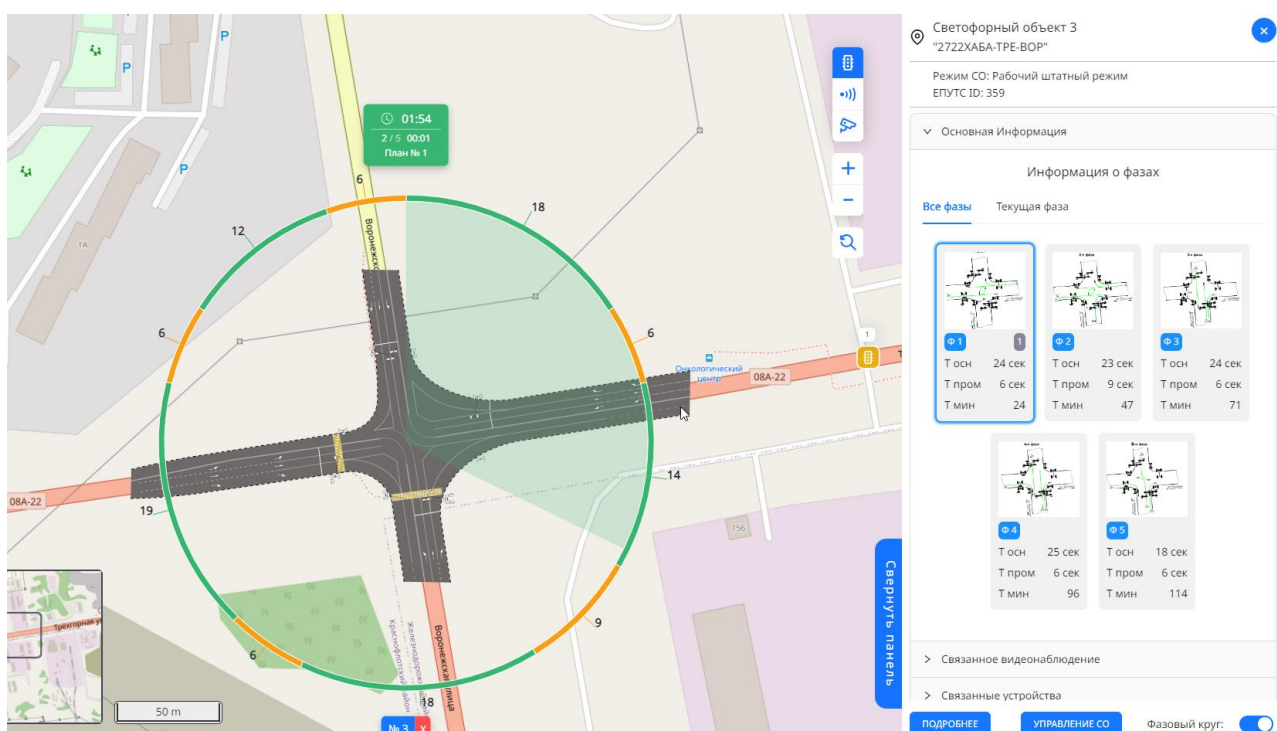 P
P
P
1А
01:54
2 / 5 00:01
План № 1
6
18
12
6
6
14
19
9
6
18
Воронежско
Онкологический
центр
08А-22
Т
1
08А-22
156
Воронежская улица
Железнодорожный
Краснофлотский район
Трёхгорная у
50 m
№ 3 X
Свернуть панель
Светофорный объект 3
"2722ХАБА-ТРЕ-ВОР"
×
Режим СО: Рабочий штатный режим
ЕПУТС ID: 359
Основная Информация
Информация о фазах
Все фазы Текущая фаза
Ф 1 1
Т осн 24 сек
Т пром 6 сек
Т мин 24
Ф 2
Т осн 23 сек
Т пром 9 сек
Т мин 47
Ф 3
Т осн 24 сек
Т пром 6 сек
Т мин 71
Ф 4
Т осн 25 сек
Т пром 6 сек
Т мин 96
Ф 5
Т осн 18 сек
Т пром 6 сек
Т мин 114
Связанное видеонаблюдение
Связанные устройства
ПОДРОБНЕЕ УПРАВЛЕНИЕ СО Фазовый круг: